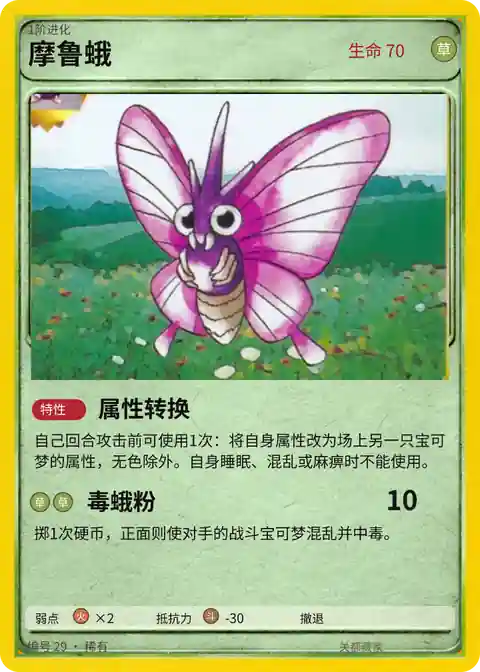 1阶进化
摩鲁蛾
生命 70
草
特性 属性转换
自己回合攻击前可使用1次：将自身属性改为场上另一只宝可
梦的属性，无色除外。自身睡眠、混乱或麻痹时不能使用。
草 草 毒蛾粉 10
掷1次硬币，正面则使对手的战斗宝可梦混乱并中毒。
弱点 火 ×2 抵抗力 斗 -30 撤退
编号 29 · 稀有
关都藏家